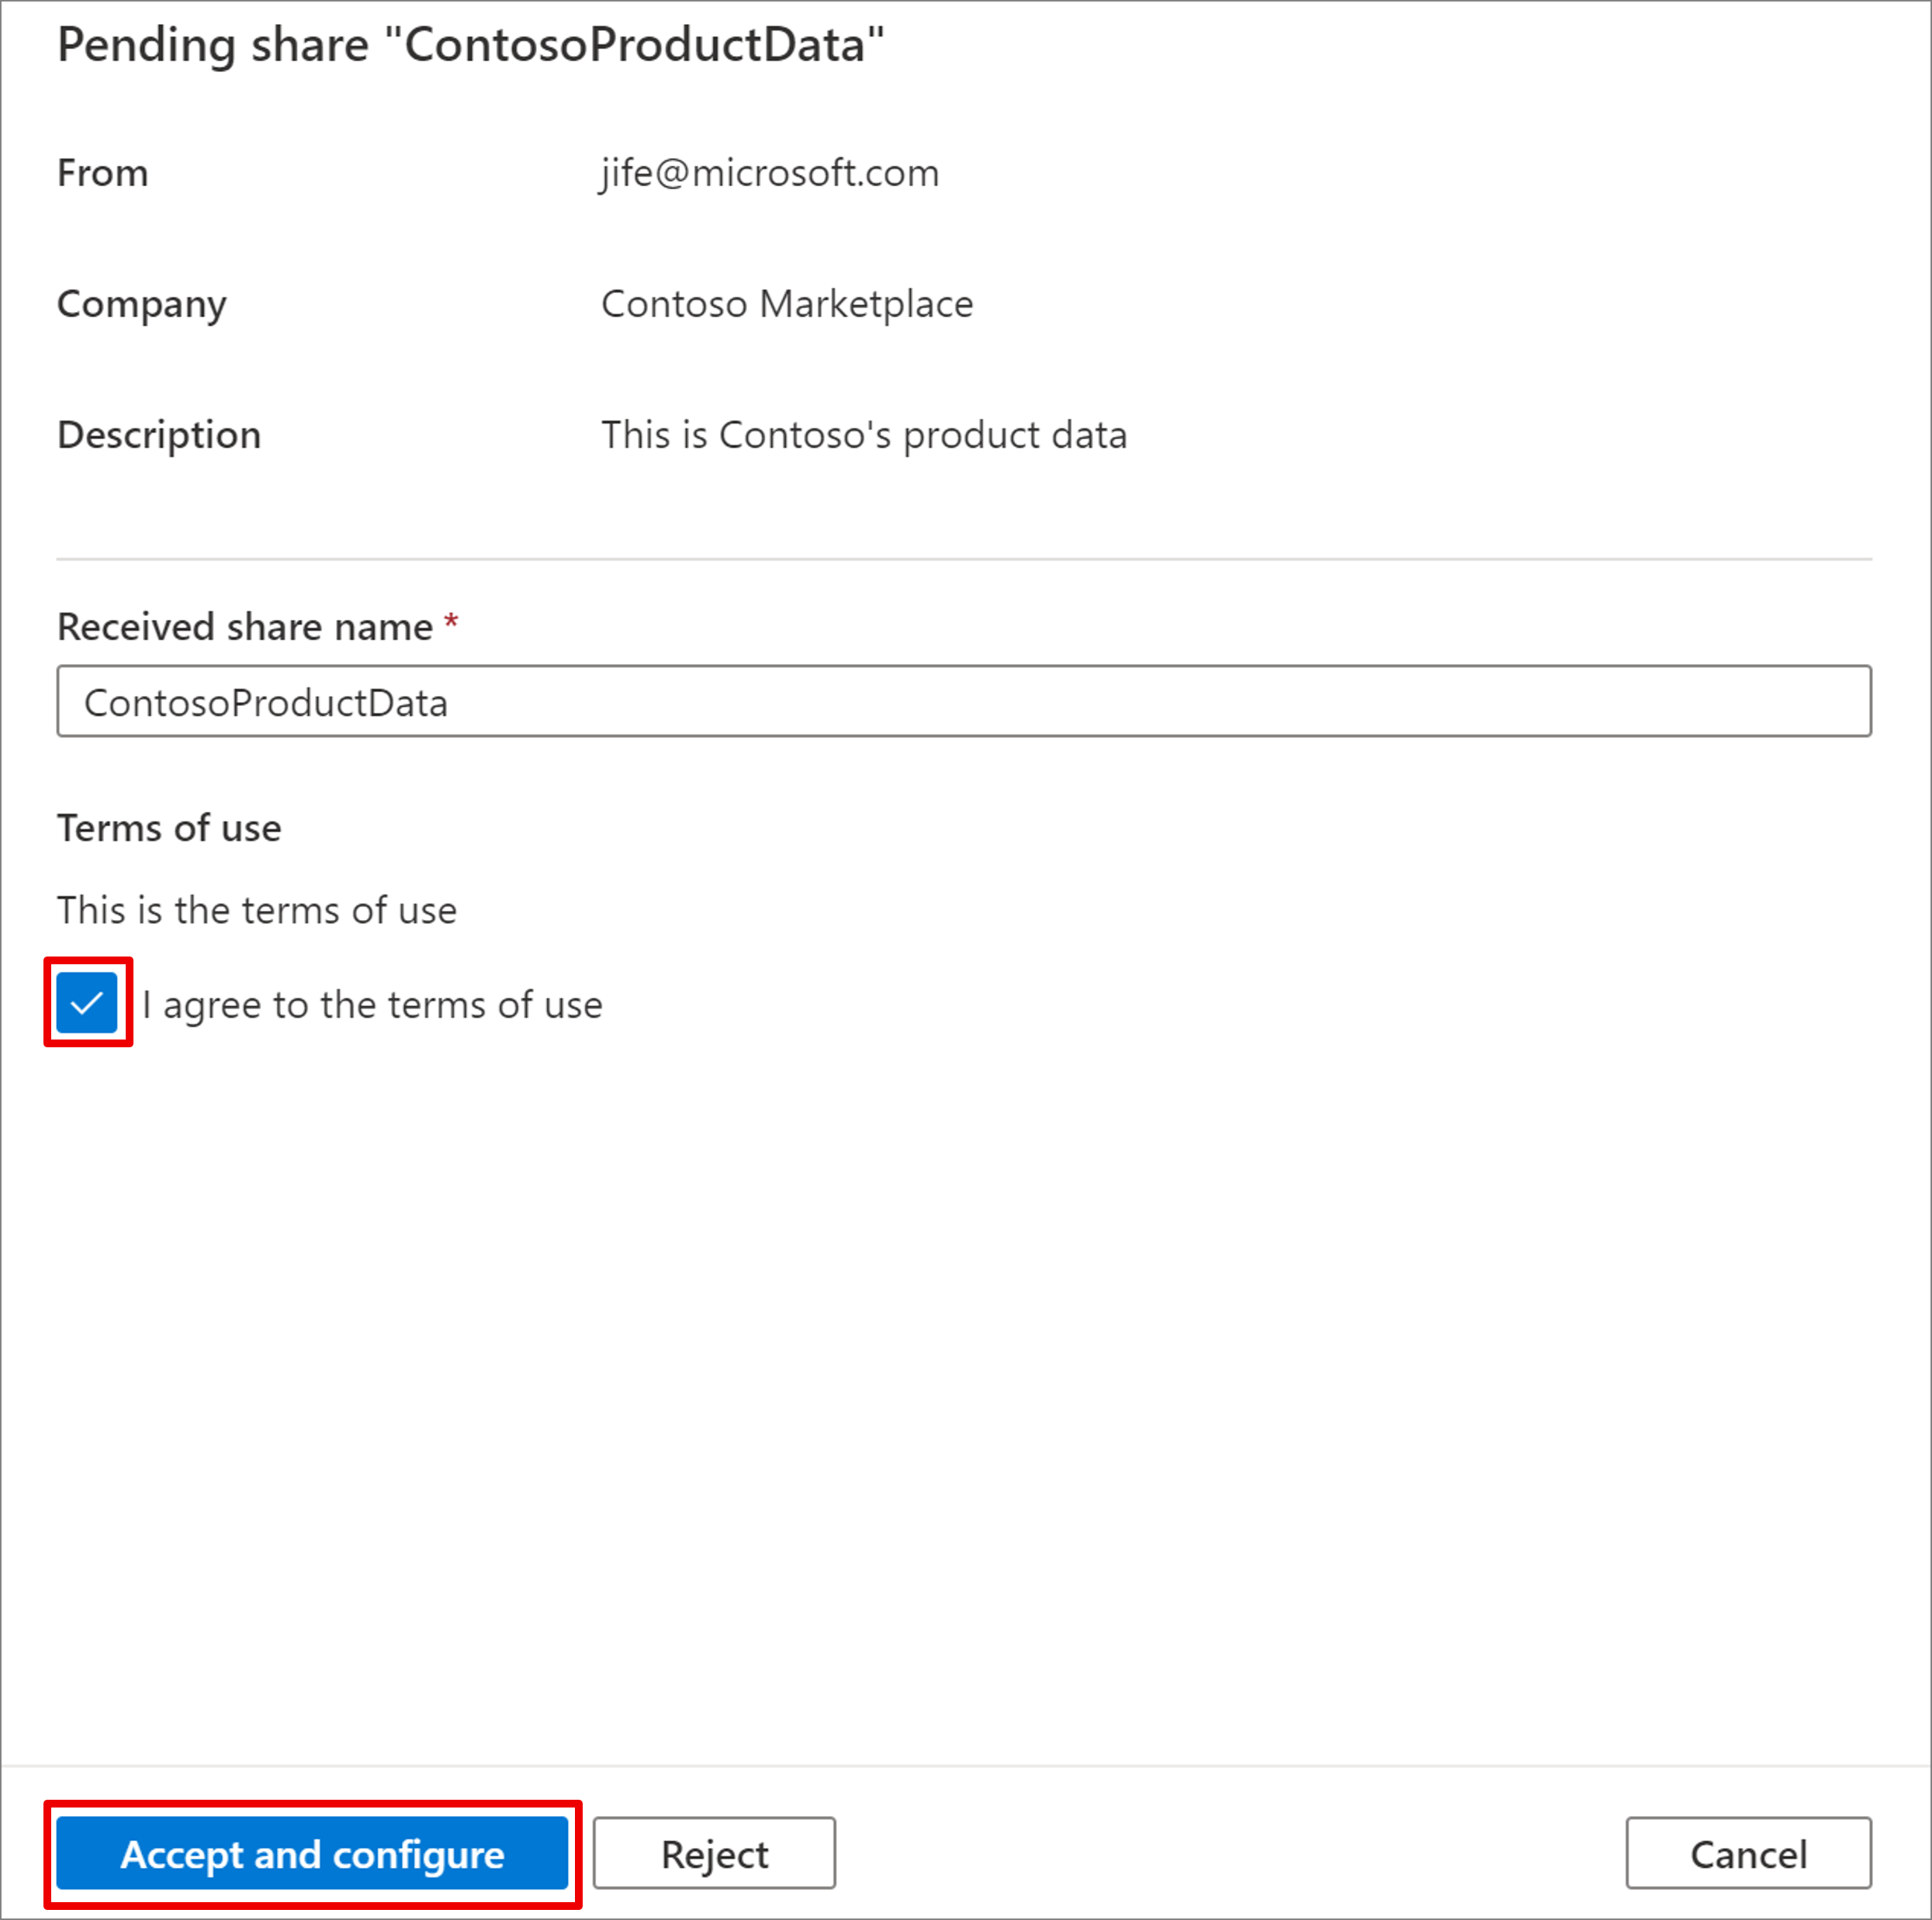 Pending share "ContosoProductData"
From jife@microsoft.com
Company Contoso Marketplace
Description This is Contoso's product data
Received share name *
ContosoProductData
Terms of use
This is the terms of use
I agree to the terms of use
Accept and configure Reject Cancel